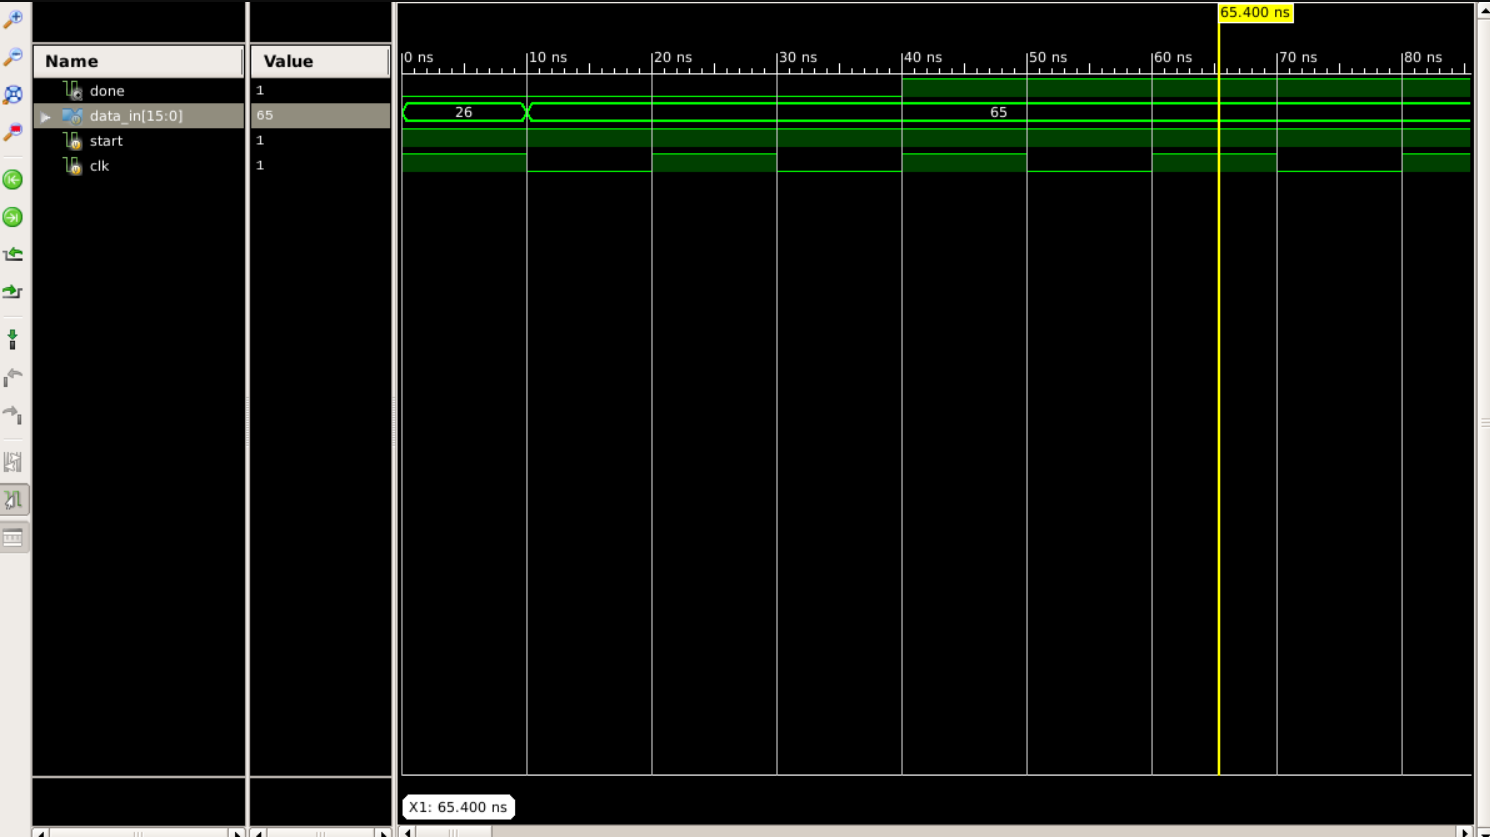 65.400 ns
Name Value
0 ns 10 ns 20 ns 30 ns 40 ns 50 ns 60 ns 70 ns 80 ns
done 1
data_in[15:0] 65 26 65
start 1
clk 1
X1: 65.400 ns